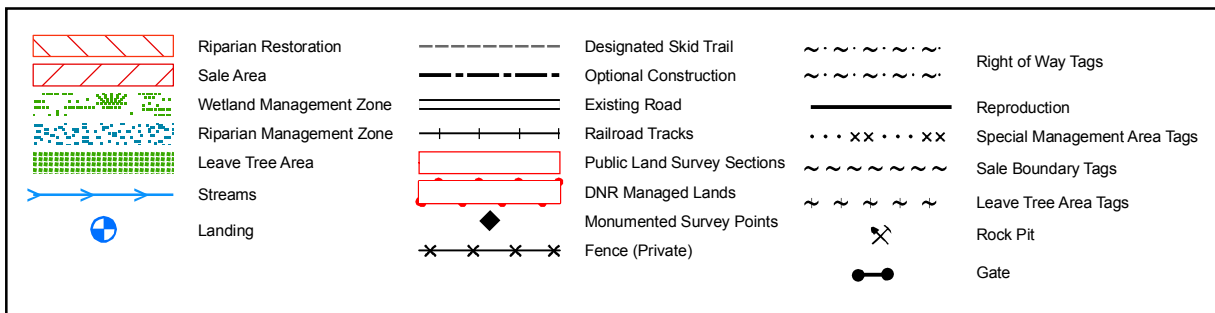 Riparian Restoration
Sale Area
Wetland Management Zone
Riparian Management Zone
Leave Tree Area
Streams
Landing
Designated Skid Trail
Optional Construction
Existing Road
Railroad Tracks
Public Land Survey Sections
DNR Managed Lands
Monumented Survey Points
Fence (Private)
Right of Way Tags
Reproduction
Special Management Area Tags
Sale Boundary Tags
Leave Tree Area Tags
Rock Pit
Gate